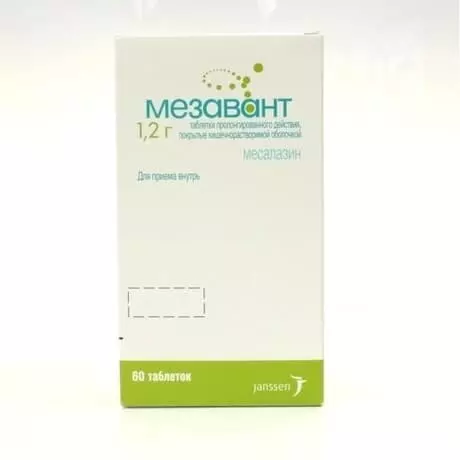 мезавант
1,2 г
таблетки пролонгированного действия,
покрытые кишечнорастворимой оболочкой
месалазин
Для приема внутрь
60 таблеток
janssen